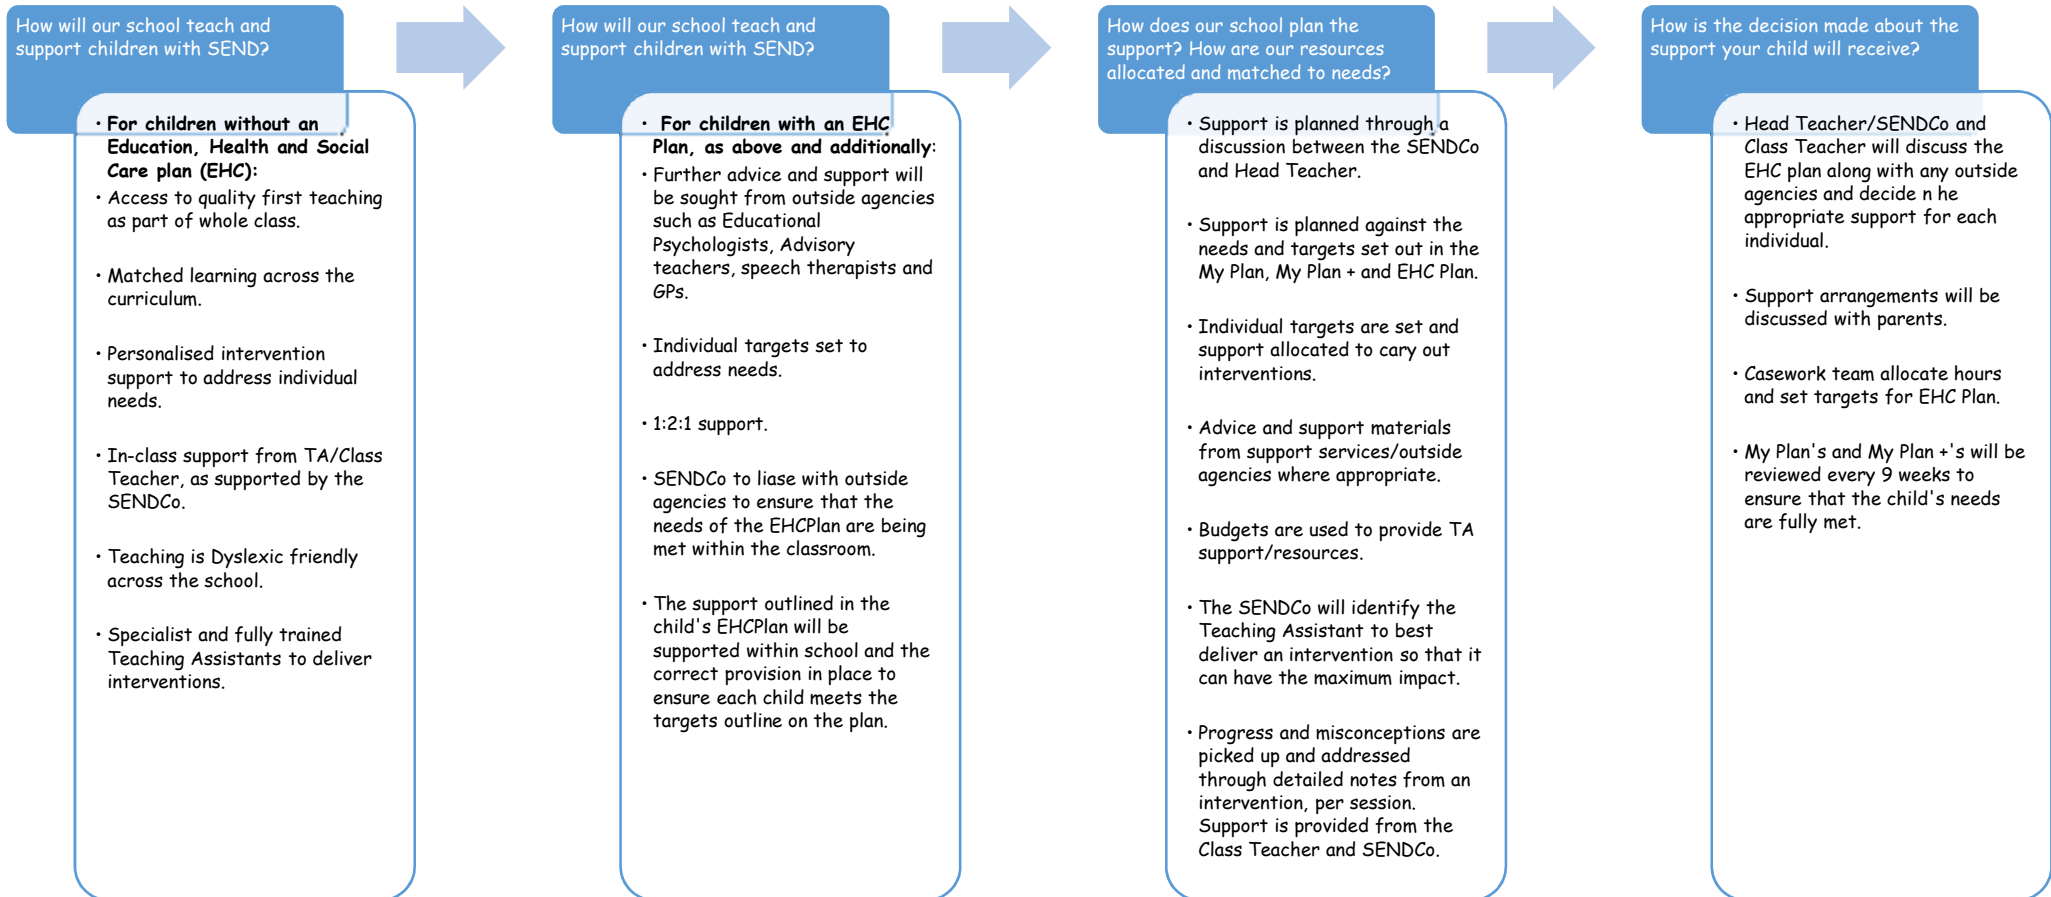 How will our school teach and
support children with SEND?
• For children without an
Education, Health and Social
Care plan (EHC):
• Access to quality first teaching
as part of whole class.
• Matched learning across the
curriculum.
• Personalised intervention
support to address individual
needs.
• In-class support from TA/Class
Teacher, as supported by the
SENDCo.
• Teaching is Dyslexic friendly
across the school.
• Specialist and fully trained
Teaching Assistants to deliver
interventions.
How will our school teach and
support children with SEND?
• For children with an EHC
Plan, as above and additionally:
• Further advice and support will
be sought from outside agencies
such as Educational
Psychologists, Advisory
teachers, speech therapists and
GPs.
• Individual targets set to
address needs.
• 1:2:1 support.
• SENDCo to liase with outside
agencies to ensure that the
needs of the EHCPlan are being
met within the classroom.
• The support outlined in the
child's EHCPlan will be
supported within school and the
correct provision in place to
ensure each child meets the
targets outline on the plan.
How does our school plan the
support? How are our resources
allocated and matched to needs?
• Support is planned through a
discussion between the SENDCo
and Head Teacher.
• Support is planned against the
needs and targets set out in the
My Plan, My Plan + and EHC Plan.
• Individual targets are set and
support allocated to cary out
interventions.
• Advice and support materials
from support services/outside
agencies where appropriate.
• Budgets are used to provide TA
support/resources.
• The SENDCo will identify the
Teaching Assistant to best
deliver an intervention so that it
can have the maximum impact.
• Progress and misconceptions are
picked up and addressed
through detailed notes from an
intervention, per session.
Support is provided from the
Class Teacher and SENDCo.
How is the decision made about the
support your child will receive?
• Head Teacher/SENDCo and
Class Teacher will discuss the
EHC plan along with any outside
agencies and decide n he
appropriate support for each
individual.
• Support arrangements will be
discussed with parents.
• Casework team allocate hours
and set targets for EHC Plan.
• My Plan's and My Plan +'s will be
reviewed every 9 weeks to
ensure that the child's needs
are fully met.